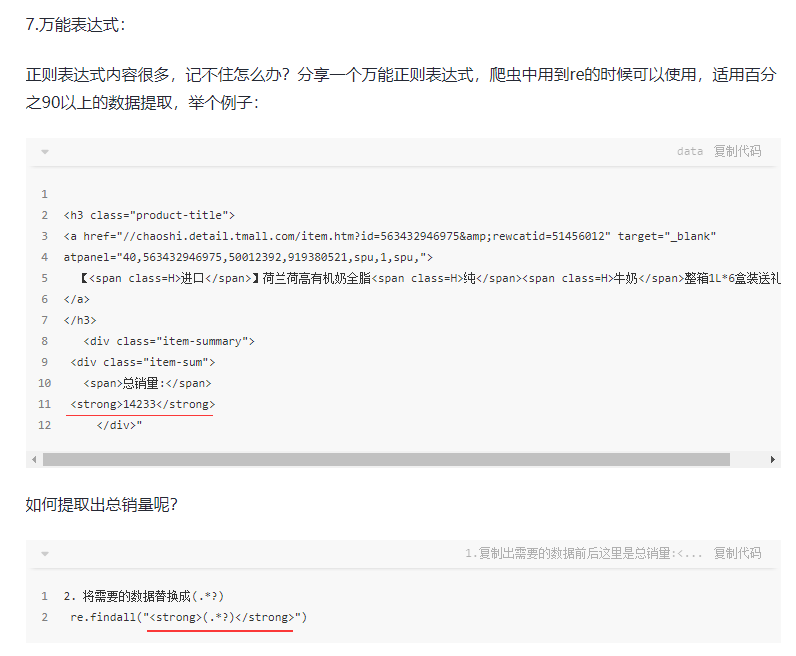 7.万能表达式：
正则表达式内容很多，记不住怎么办？分享一个万能正则表达式，爬虫中用到re的时候可以使用，适用百分
之90以上的数据提取，举个例子：
data 复制代码
1
2 <h3 class="product-title">
3 <a href="//chaoshi.detail.tmall.com/item.htm?id=563432946975&amp;rewcatid=51456012" target="_blank"
4 atpanel="40,563432946975,50012392,919380521,spu,1,spu,">
5 【<span class=H>进口</span>】荷兰荷高有机奶全脂<span class=H>纯</span><span class=H>牛奶</span>整箱1L*6盒装送礼
6 </a>
7 </h3>
8 <div class="item-summary">
9 <div class="item-sum">
10 <span>总销量:</span>
11 <strong>14233</strong>
12 </div>"
如何提取出总销量呢？
1.复制出需要的数据前后这里是总销量:<... 复制代码
1 2. 将需要的数据替换成(.*?)
2 re.findall("<strong>(.*?)</strong>")